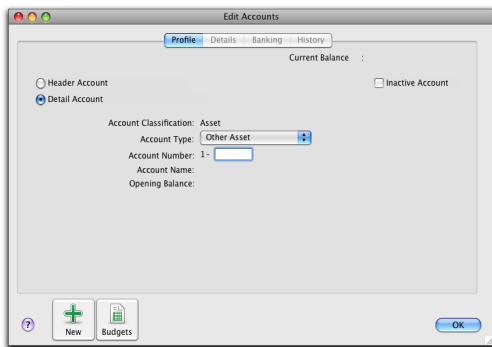 Edit Accounts
Profile Details Banking History
Current Balance :
Header Account Inactive Account
Detail Account
Account Classification: Asset
Account Type: Other Asset
Account Number: 1 -
Account Name:
Opening Balance:
? New Budgets OK